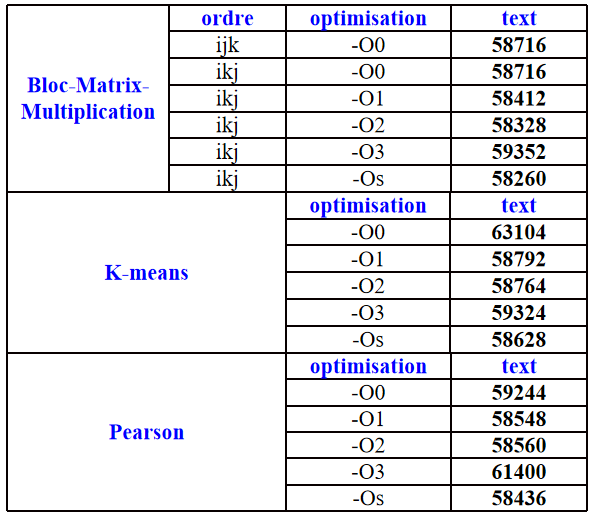 ordre optimisation text
ijk -O0 58716
ikj -O0 58716
Bloc-Matrix-
Multiplication
ikj -O1 58412
ikj -O2 58328
ikj -O3 59352
ikj -Os 58260
optimisation text
-O0 63104
-O1 58792
K-means
-O2 58764
-O3 59324
-Os 58628
optimisation text
-O0 59244
-O1 58548
Pearson
-O2 58560
-O3 61400
-Os 58436